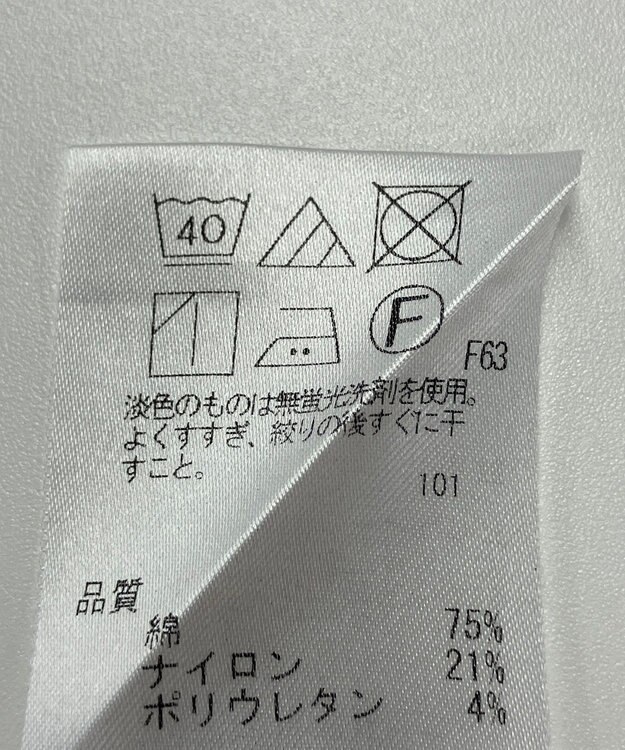 40
F
F63
淡色のものは無蛍光洗剤を使用。
よくすすぎ、絞りの後すぐに干
すこと。
101
品質
綿 75%
ナイロン 21%
ポリウレタン 4%